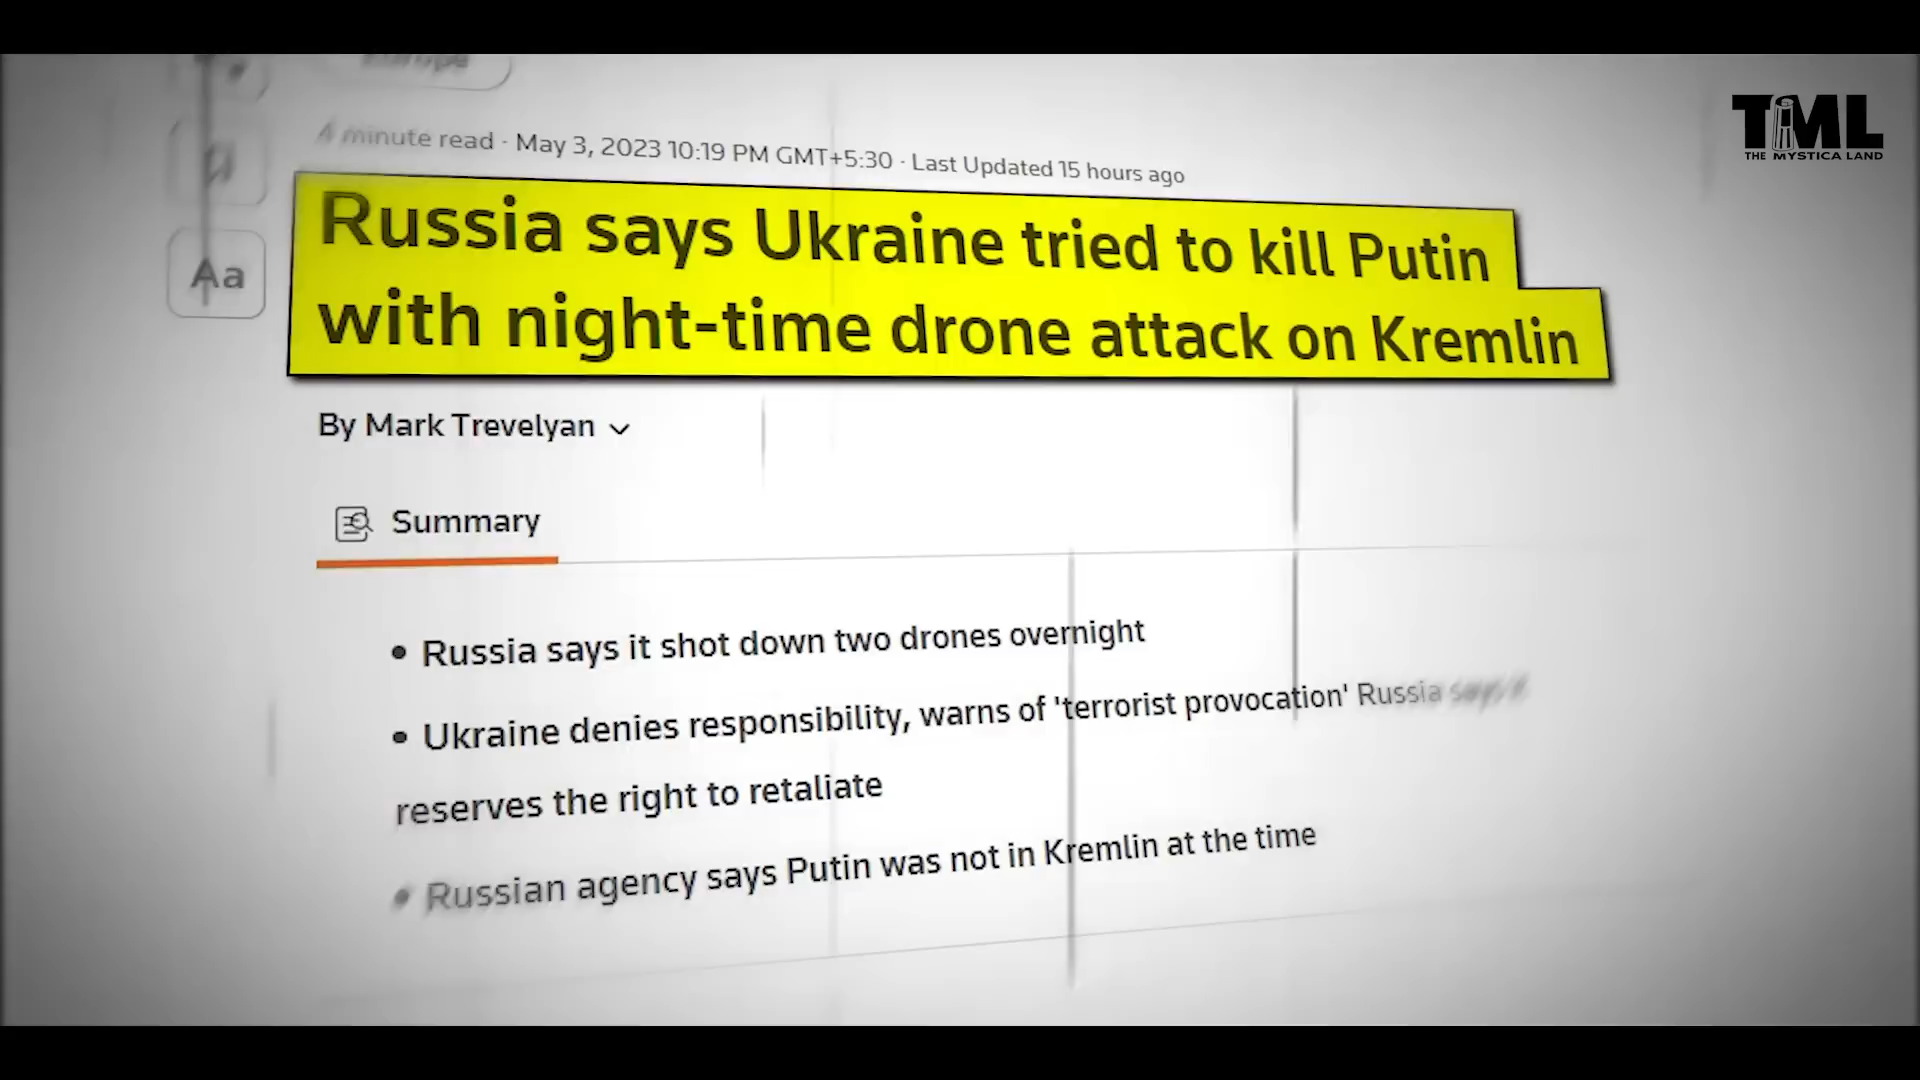 Europe
4 minute read · May 3, 2023 10:19 PM GMT+5:30 · Last Updated 15 hours ago
TML
THE MYSTICA LAND
Russia says Ukraine tried to kill Putin
with night-time drone attack on Kremlin
Aa
By Mark Trevelyan
Summary
• Russia says it shot down two drones overnight
• Ukraine denies responsibility, warns of 'terrorist provocation' Russia says it
reserves the right to retaliate
• Russian agency says Putin was not in Kremlin at the time